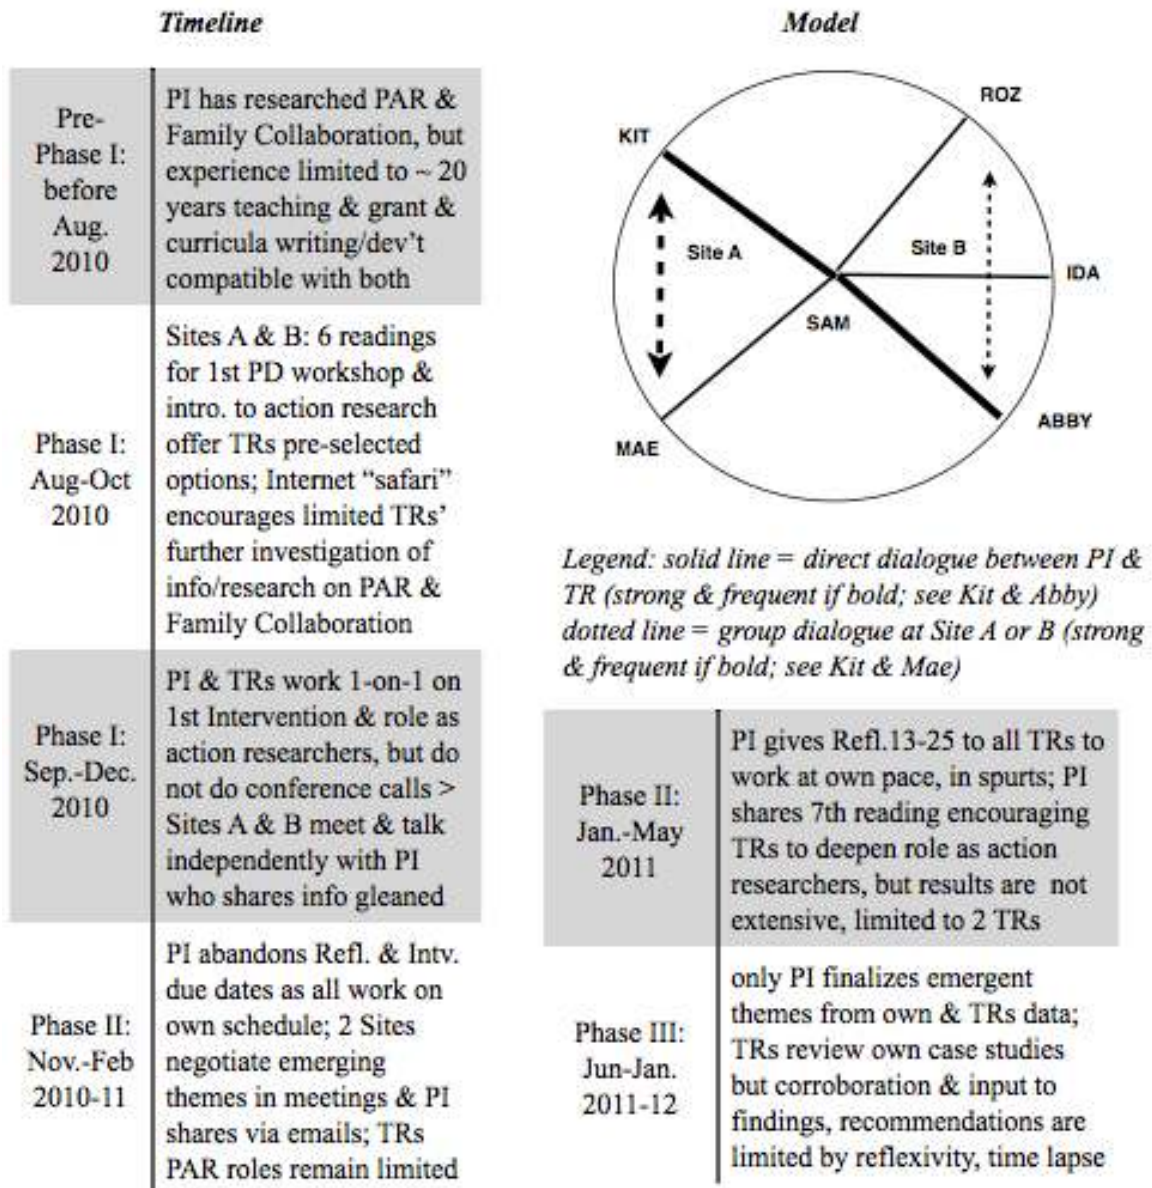 Timeline
Pre-
Phase I:
before
Aug.
2010
PI has researched PAR &
Family Collaboration, but
experience limited to ~ 20
years teaching & grant &
curricula writing/dev't
compatible with both
Phase I:
Aug-Oct
2010
Sites A & B: 6 readings
for 1st PD workshop &
intro. to action research
offer TRs pre-selected
options; Internet “safari”
encourages limited TRs’
further investigation of
info/research on PAR &
Family Collaboration
Phase I:
Sep.-Dec.
2010
PI & TRs work 1-on-1 on
1st Intervention & role as
action researchers, but do
not do conference calls >
Sites A & B meet & talk
independently with PI
who shares info gleaned
Phase II:
Nov.-Feb
2010-11
PI abandons Refl. & Intv.
due dates as all work on
own schedule; 2 Sites
negotiate emerging
themes in meetings & PI
shares via emails; TRs
PAR roles remain limited
Model
ROZ
KIT
Site A
Site B
IDA
SAM
ABBY
MAE
Legend: solid line = direct dialogue between PI &
TR (strong & frequent if bold; see Kit & Abby)
dotted line = group dialogue at Site A or B (strong
& frequent if bold; see Kit & Mae)
Phase II:
Jan.-May
2011
PI gives Refl.13-25 to all TRs to
work at own pace, in spurts; PI
shares 7th reading encouraging
TRs to deepen role as action
researchers, but results are not
extensive, limited to 2 TRs
Phase III:
Jun-Jan.
2011-12
only PI finalizes emergent
themes from own & TRs data;
TRs review own case studies
but corroboration & input to
findings, recommendations are
limited by reflexivity, time lapse